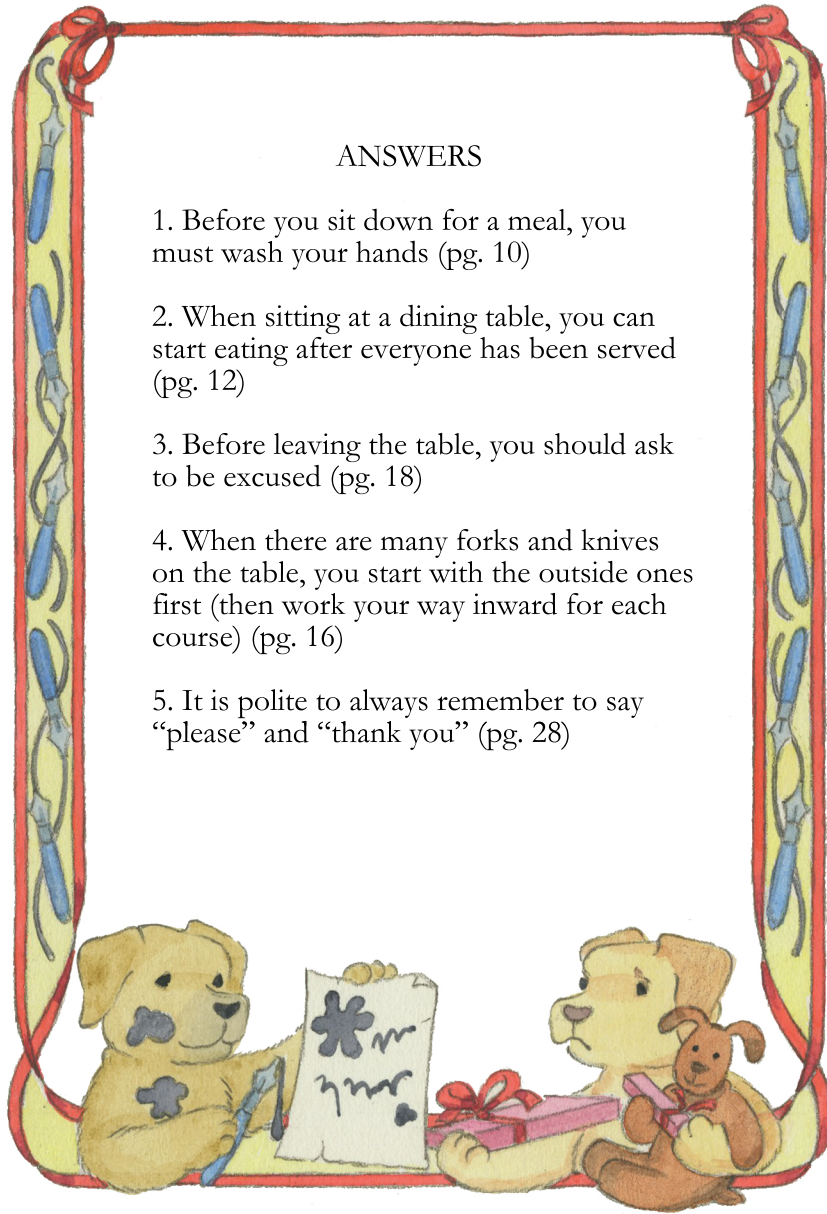 ANSWERS
1. Before you sit down for a meal, you
must wash your hands (pg. 10)
2. When sitting at a dining table, you can
start eating after everyone has been served
(pg. 12)
3. Before leaving the table, you should ask
to be excused (pg. 18)
4. When there are many forks and knives
on the table, you start with the outside ones
first (then work your way inward for each
course) (pg. 16)
5. It is polite to always remember to say
“please” and “thank you” (pg. 28)